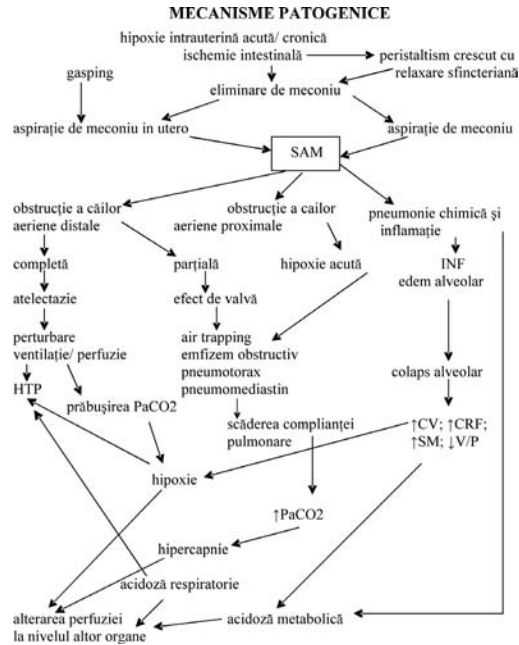 MECANISME PATOGENICE
hipoxie intrauterină acută/ cronică
ischemie intestinală
peristaltism crescut cu
relaxare sfincteriană
gasping
eliminare de meconiu
aspirație de meconiu in utero
aspirație de meconiu
SAM
obstrucție a căilor
aeriene distale
obstrucție a cailor
aeriene proximale
pneumonie chimică și
inflamație
completă
parțială
hipoxie acută
INF
edem alveolar
atelectazie
efect de valvă
perturbare
ventilație/ perfuzie
air trapping
emfizem obstructiv
pneumotorax
pneumomediastin
colaps alveolar
HTP
prăbușirea PaCO2
scăderea complianței
pulmonare
↑CV; ↑CRF;
↑SM; ↓V/P
hipoxie
↑PaCO2
hipercapnie
acidoză respiratorie
alterarea perfuziei
la nivelul altor organe
acidoză metabolică